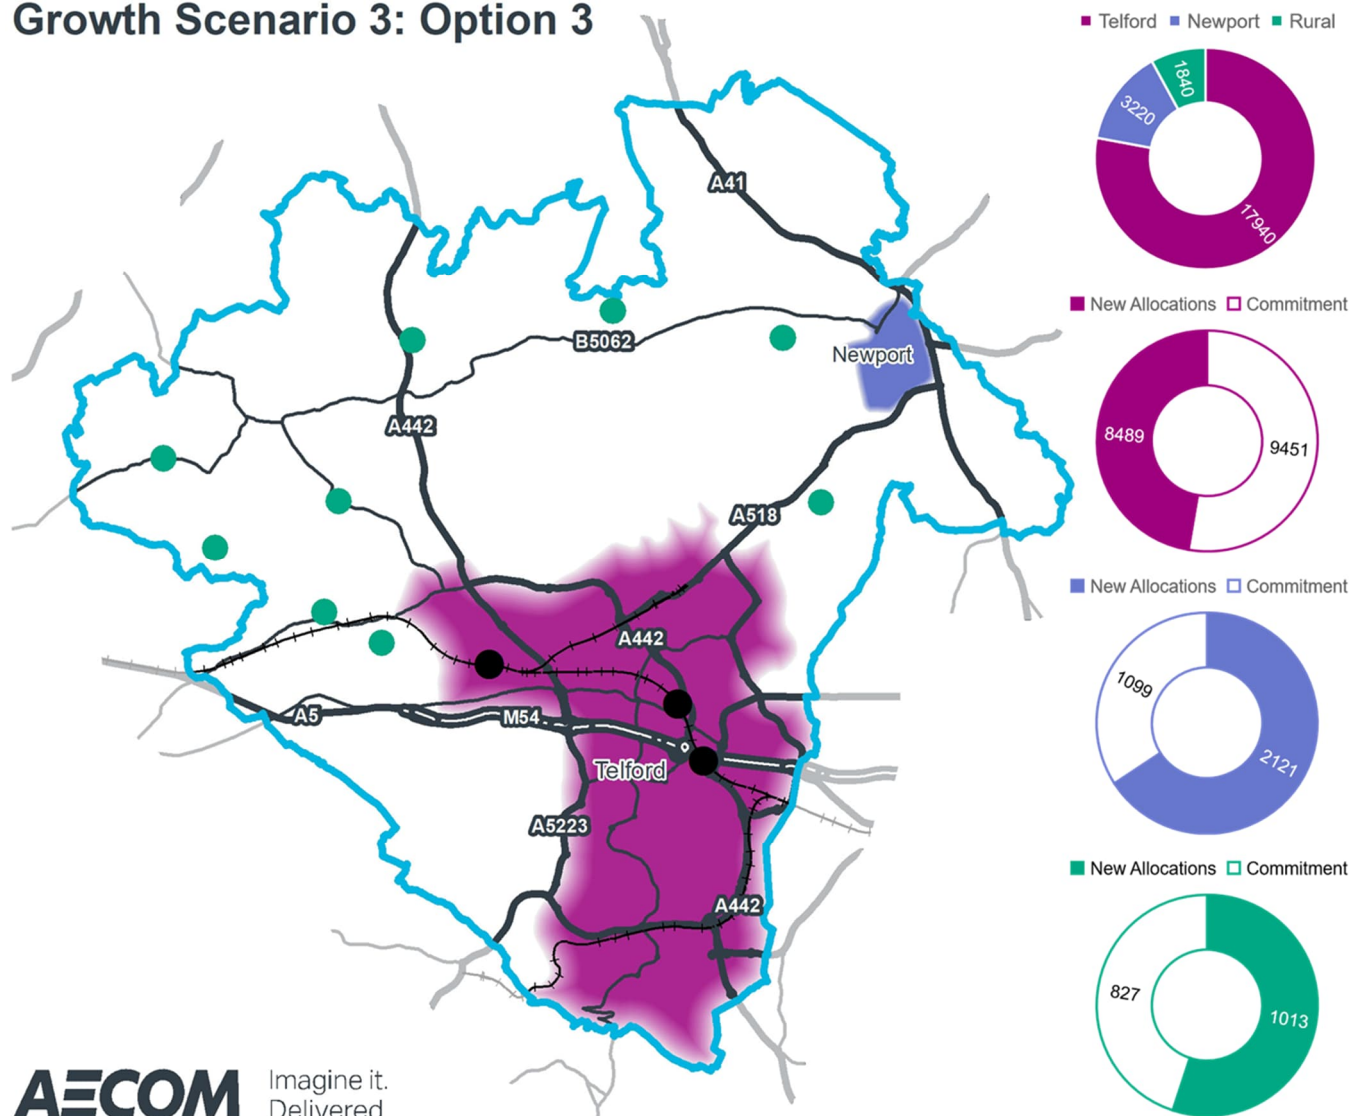 Growth Scenario 3: Option 3
Telford Newport Rural
1840
3220
17940
New Allocations Commitment
8489
9451
New Allocations Commitment
1099
2121
New Allocations Commitment
827
1013
A41
B5062
Newport
A442
A518
A442
A5
M54
Telford
A5223
A442
AECOM
Imagine it.
Delivered